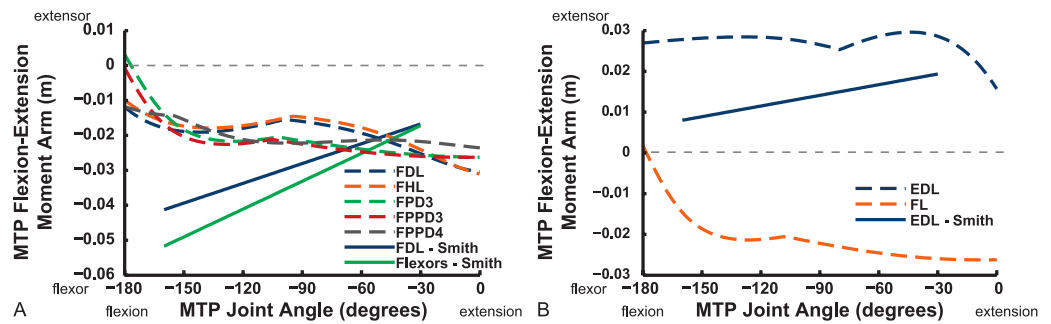 extensor
0.01
0
−0.01
−0.02
−0.03
−0.04
−0.05
−0.06
MTP Flexion-Extension
Moment Arm (m)
FDL
FHL
FPD3
FPPD3
FPPD4
FDL - Smith
Flexors - Smith
A
flexor
−180 −150 −120 −90 −60 −30 0
flexion
MTP Joint Angle (degrees)
extension
extensor
0.03
0.02
0.01
0
−0.01
−0.02
−0.03
MTP Flexion-Extension
Moment Arm (m)
EDL
FL
EDL - Smith
B
flexor
−180 −150 −120 −90 −60 −30 0
flexion
MTP Joint Angle (degrees)
extension